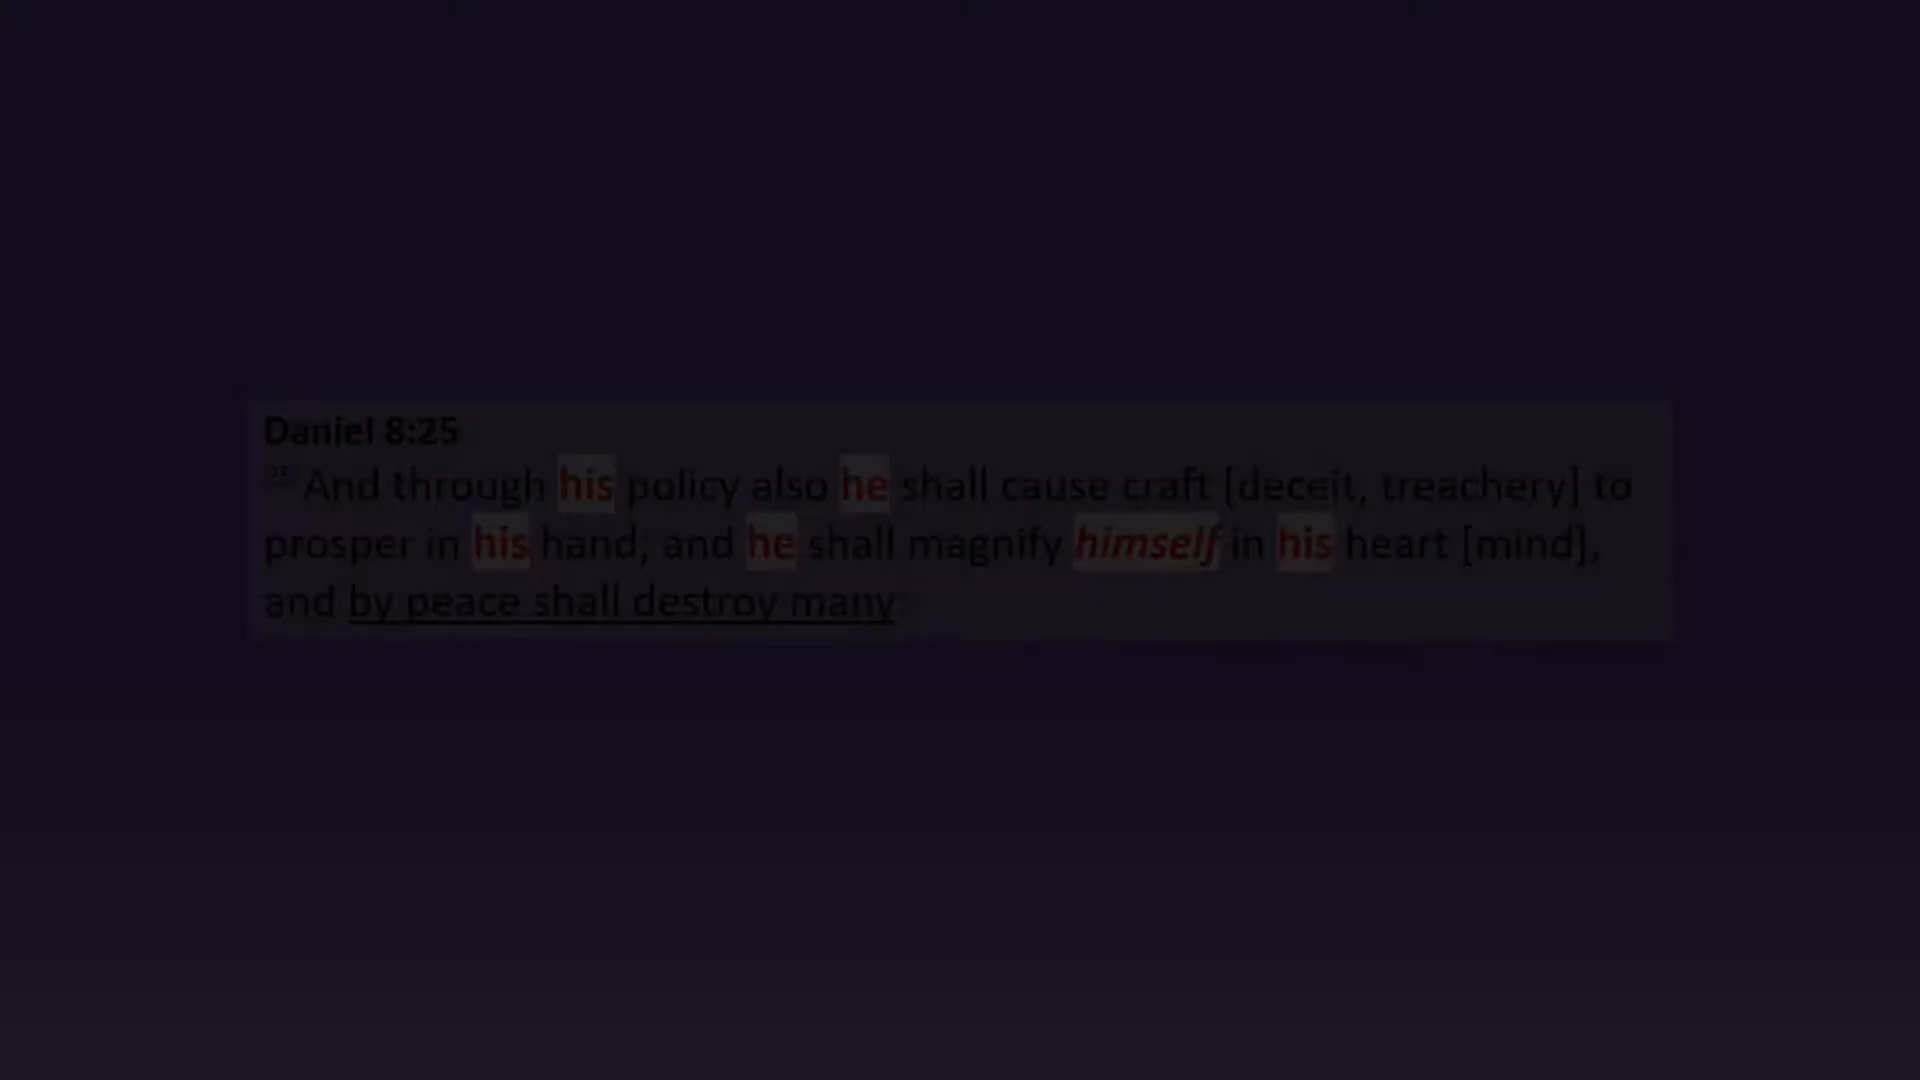 Daniel 8:25
25 And through his policy also he shall cause craft [deceit, treachery] to
prosper in his hand; and he shall magnify himself in his heart [mind],
and by peace shall destroy many